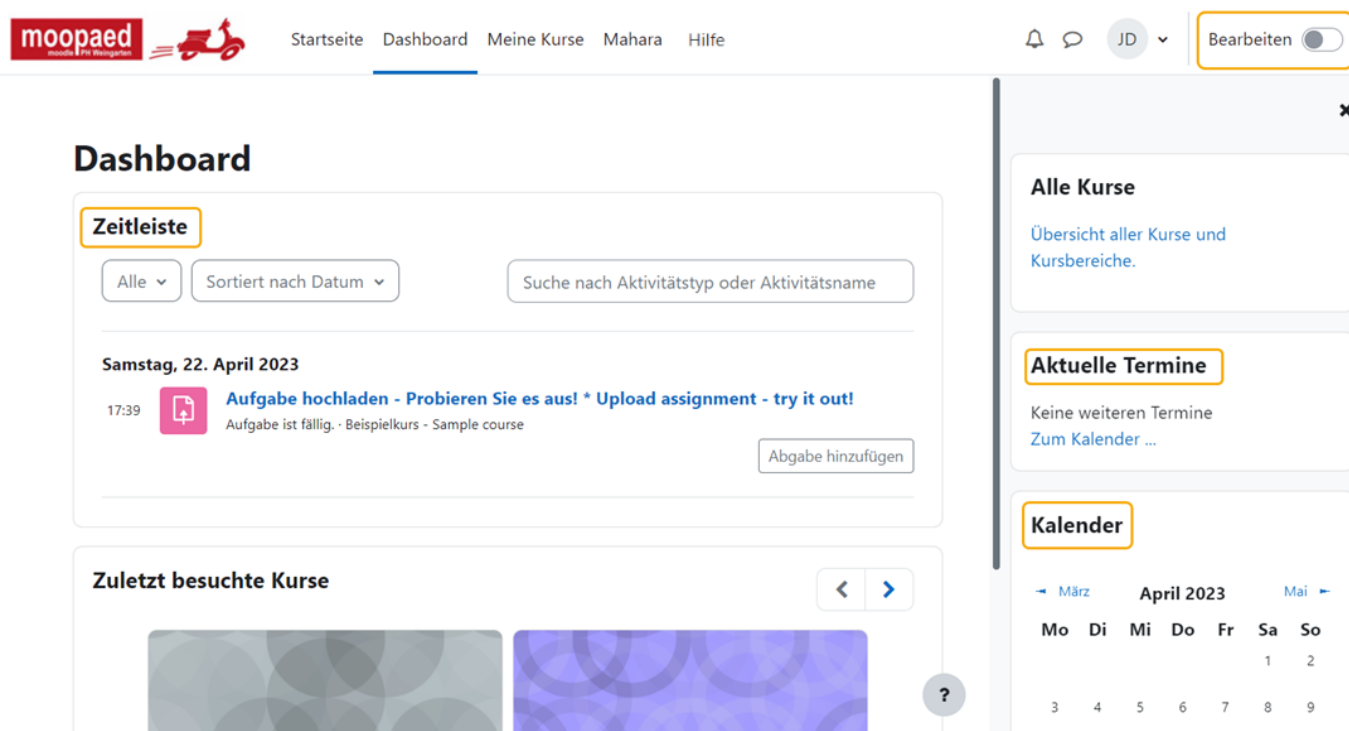 moopaed
moodle PH Weingarten
Startseite Dashboard Meine Kurse Mahara Hilfe
JD
Bearbeiten
Dashboard
Zeitleiste
Alle
Sortiert nach Datum
Suche nach Aktivitätstyp oder Aktivitätsname
Samstag, 22. April 2023
17:39
Aufgabe hochladen - Probieren Sie es aus! * Upload assignment - try it out!
Aufgabe ist fällig. · Beispielkurs - Sample course
Abgabe hinzufügen
Zuletzt besuchte Kurse
?
Alle Kurse
Übersicht aller Kurse und
Kursbereiche.
Aktuelle Termine
Keine weiteren Termine
Zum Kalender ...
Kalender
◄ März April 2023 Mai ►
Mo Di Mi Do Fr Sa So
1 2
3 4 5 6 7 8 9